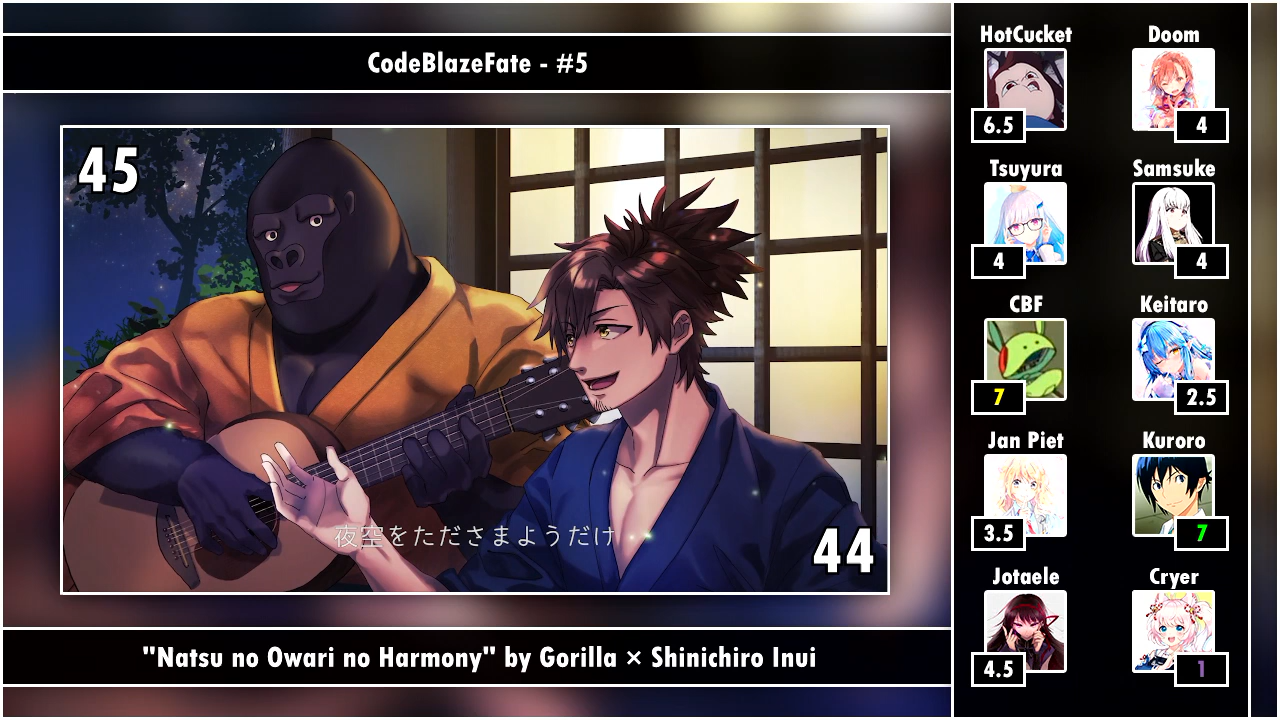 CodeBlazeFate - #5
45
夜空をたださまようだけ
44
"Natsu no Owari no Harmony" by Gorilla × Shinichiro Inui
HotCucket
6.5
Doom
4
Tsuyura
4
Samsuke
4
CBF
7
Keitaro
2.5
Jan Piet
3.5
Kuroro
7
Jotaele
4.5
Cryer
1